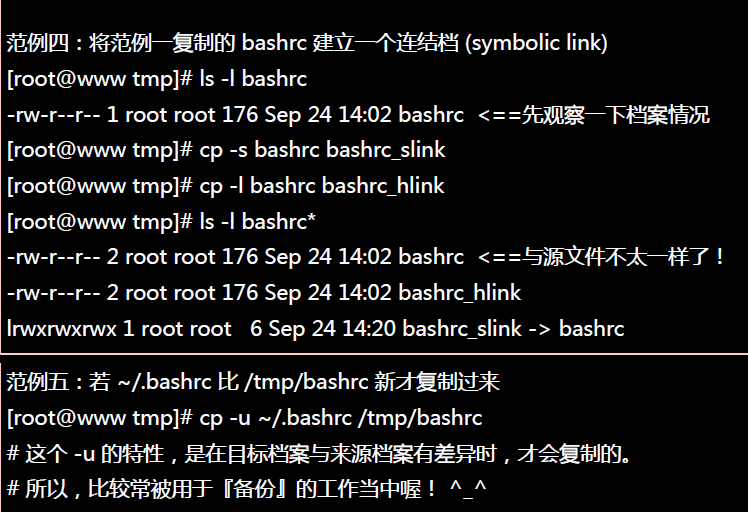 范例四：将范例一复制的 bashrc 建立一个连结档 (symbolic link)
[root@www tmp]# ls -l bashrc
-rw-r--r-- 1 root root 176 Sep 24 14:02 bashrc  <==先观察一下档案情况
[root@www tmp]# cp -s bashrc bashrc_slink
[root@www tmp]# cp -l bashrc bashrc_hlink
[root@www tmp]# ls -l bashrc*
-rw-r--r-- 2 root root 176 Sep 24 14:02 bashrc  <==与源文件不太一样了！
-rw-r--r-- 2 root root 176 Sep 24 14:02 bashrc_hlink
lrwxrwxrwx 1 root root   6 Sep 24 14:20 bashrc_slink -> bashrc
范例五：若 ~/.bashrc 比 /tmp/bashrc 新才复制过来
[root@www tmp]# cp -u ~/.bashrc /tmp/bashrc
# 这个 -u 的特性，是在目标档案与来源档案有差异时，才会复制的。
# 所以，比较常被用于『备份』的工作当中喔！ ^_^